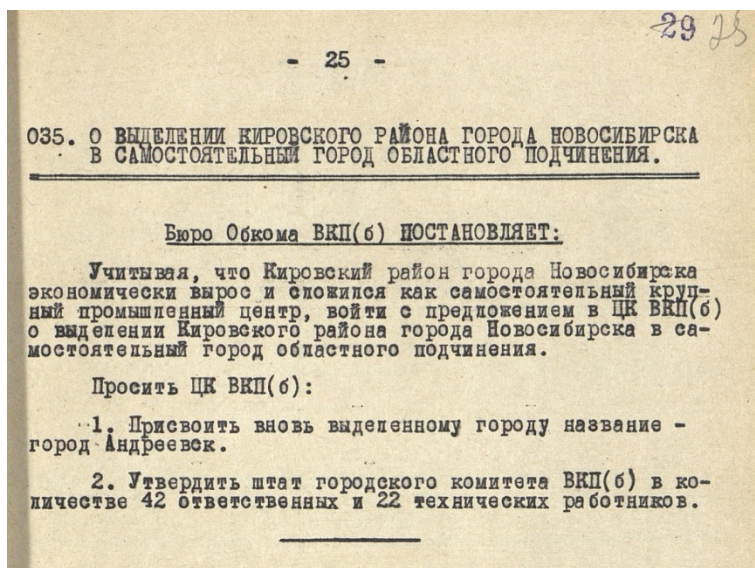 29 25
- 25 -
035. О ВЫДЕЛЕНИИ КИРОВСКОГО РАЙОНА ГОРОДА НОВОСИБИРСКА
В САМОСТОЯТЕЛЬНЫЙ ГОРОД ОБЛАСТНОГО ПОДЧИНЕНИЯ.
Бюро Обкома ВКП(б) ПОСТАНОВЛЯЕТ:
Учитывая, что Кировский район города Новосибирска
экономически вырос и сложился как самостоятельный круп-
ный промышленный центр, войти с предложением в ЦК ВКП(б)
о выделении Кировского района города Новосибирска в са-
мостоятельный город областного подчинения.
Просить ЦК ВКП(б):
1. Присвоить вновь выделенному городу название -
город Андреевск.
2. Утвердить штат городского комитета ВКП(б) в ко-
личестве 42 ответственных и 22 технических работников.